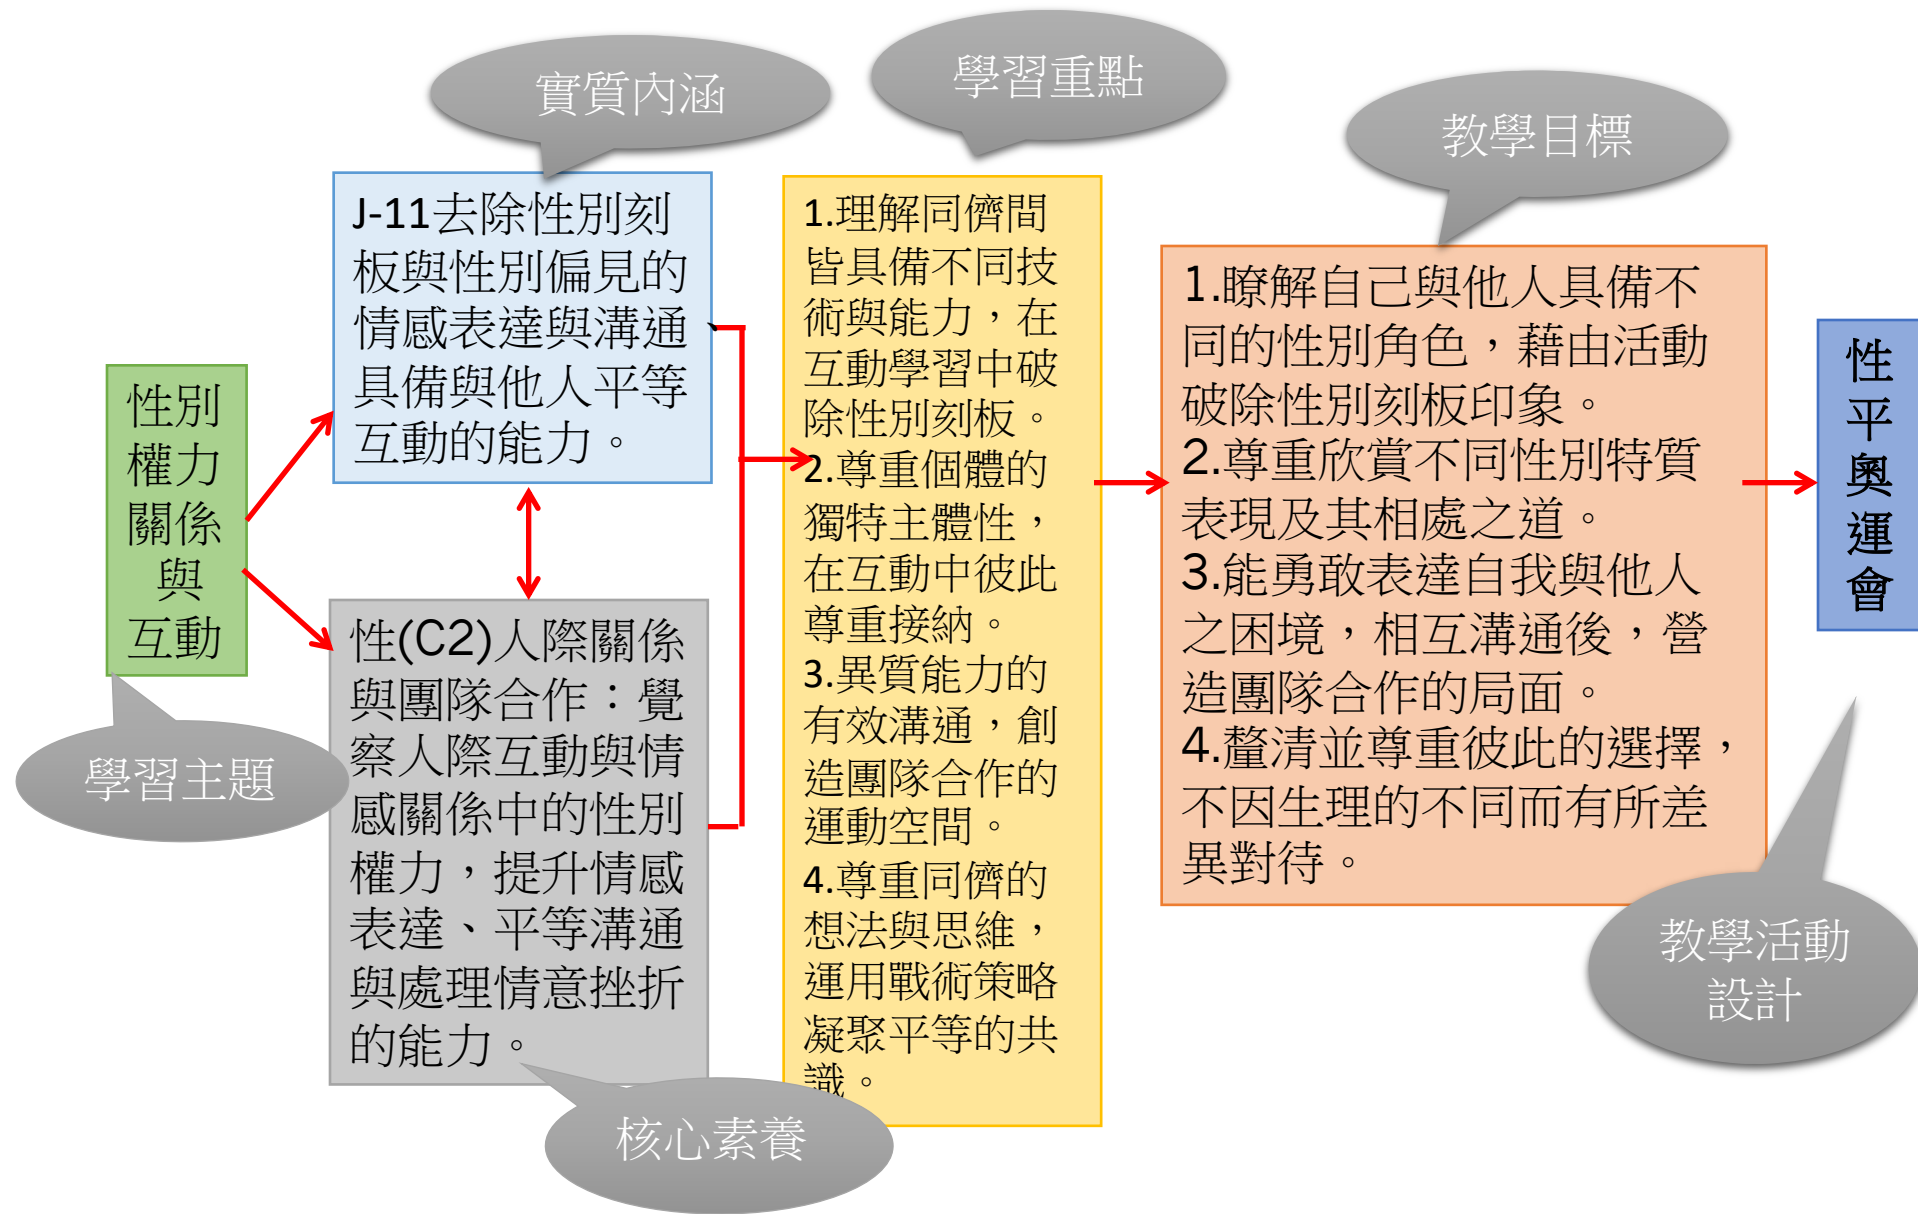 實質內涵
學習重點
教學目標
J-11去除性別刻
板與性別偏見的
情感表達與溝通、
具備與他人平等
互動的能力。
1.理解同儕間
皆具備不同技
術與能力，在
互動學習中破
除性別刻板。
2.尊重個體的
獨特主體性，
在互動中彼此
尊重接納。
3.異質能力的
有效溝通，創
造團隊合作的
運動空間。
4.尊重同儕的
想法與思維，
運用戰術策略
凝聚平等的共
識。
1.瞭解自己與他人具備不
同的性別角色，藉由活動
破除性別刻板印象。
2.尊重欣賞不同性別特質
表現及其相處之道。
3.能勇敢表達自我與他人
之困境，相互溝通後，營
造團隊合作的局面。
4.釐清並尊重彼此的選擇，
不因生理的不同而有所差
異對待。
性平奧運會
性別
權力
關係
與
互動
學習主題
性(C2)人際關係
與團隊合作：覺
察人際互動與情
感關係中的性別
權力，提升情感
表達、平等溝通
與處理情意挫折
的能力。
核心素養
教學活動
設計